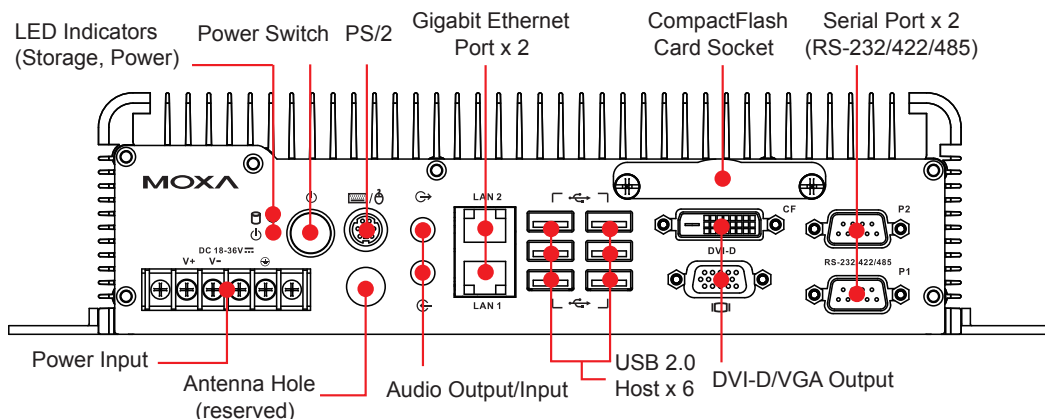 LED Indicators
(Storage, Power)
Power Switch
PS/2
Gigabit Ethernet
Port x 2
CompactFlash
Card Socket
Serial Port x 2
(RS-232/422/485)
MOXA
/
LAN 2
CF
P2
DC 18-36V
V+ V-
DVI-D
RS-232/422/485
P1
LAN 1
Power Input
Antenna Hole
(reserved)
Audio Output/Input
USB 2.0
Host x 6
DVI-D/VGA Output